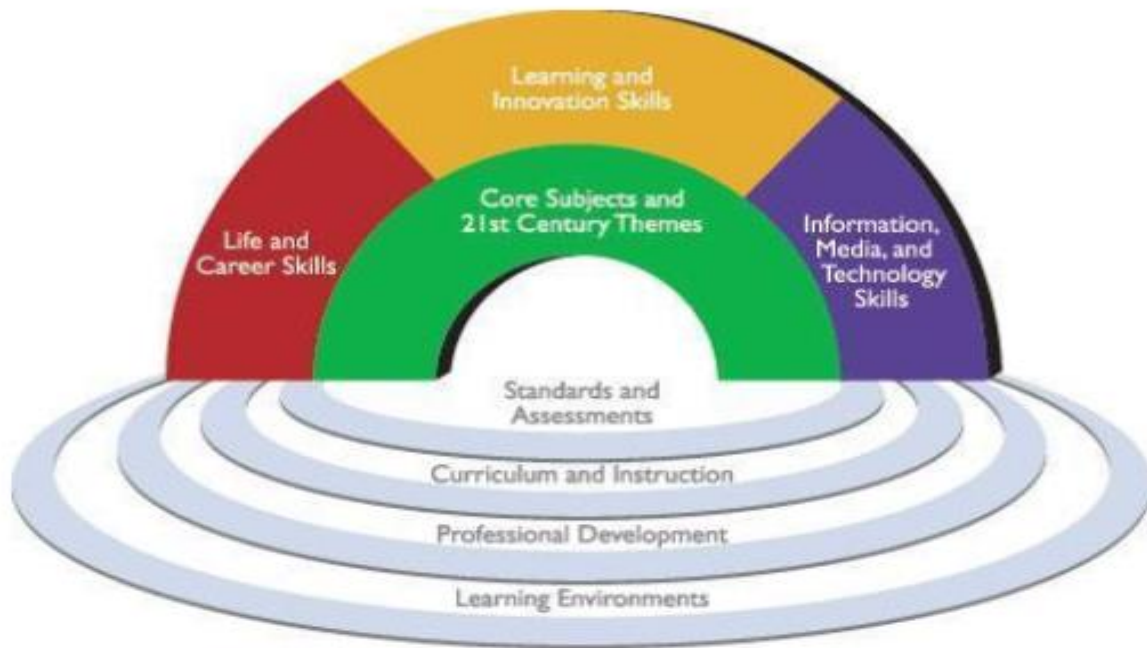 Learning and
Innovation Skills
Core Subjects and
21st Century Themes
Life and
Career Skills
Information,
Media, and
Technology
Skills
Standards and
Assessments
Curriculum and Instruction
Professional Development
Learning Environments